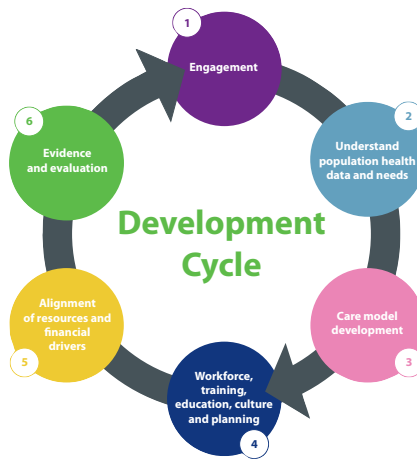 1
Engagement
2
Understand
population health
data and needs
Care model
development
3
Workforce,
training,
education, culture
and planning
4
Alignment
of resources and
financial
drivers
5
6
Evidence
and evaluation
Development
Cycle